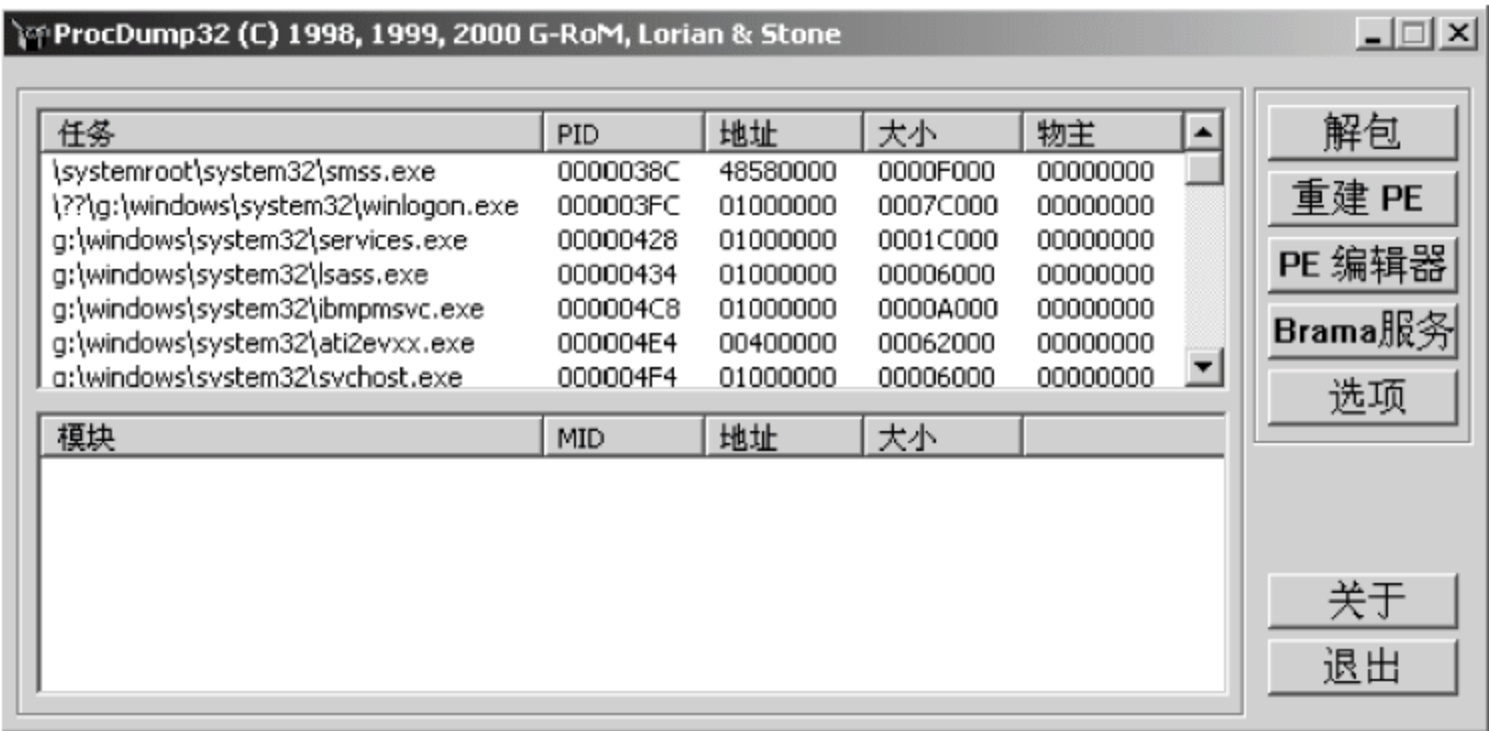 ProcDump32 (C) 1998, 1999, 2000 G-RoM, Lorian & Stone
任务 PID 地址 大小 物主
\systemroot\system32\smss.exe 0000038C 48580000 0000F000 00000000
\??\g:\windows\system32\winlogon.exe 000003FC 01000000 0007C000 00000000
g:\windows\system32\services.exe 00000428 01000000 0001C000 00000000
g:\windows\system32\lsass.exe 00000434 01000000 00006000 00000000
g:\windows\system32\ibmpmsvc.exe 000004C8 01000000 0000A000 00000000
g:\windows\system32\ati2evxx.exe 000004E4 00400000 00062000 00000000
g:\windows\system32\svchost.exe 000004F4 01000000 00006000 00000000
模块 MID 地址 大小
解包
重建 PE
PE 编辑器
Brama服务
选项
关于
退出